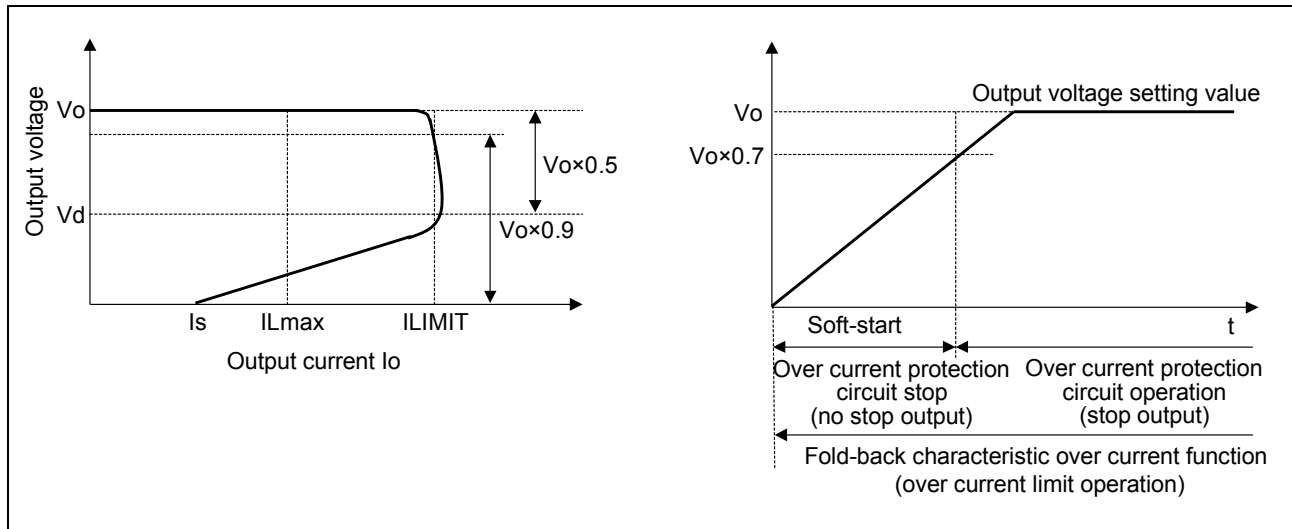 Output voltage
Vo
Vd
Vo×0.5
Vo×0.9
Is ILmax ILIMIT
Output current Io
Output voltage setting value
Vo
Vo×0.7
Soft-start t
Over current protection
circuit stop
(no stop output)
Over current protection
circuit operation
(stop output)
Fold-back characteristic over current function
(over current limit operation)